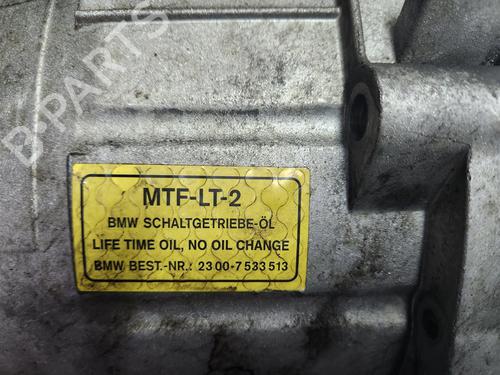 B-PARTS
MTF-LT-2
BMW SCHALTGETRIEBE-ÖL
LIFE TIME OIL, NO OIL CHANGE
BMW BEST.-NR.: 23 00-7 533 513